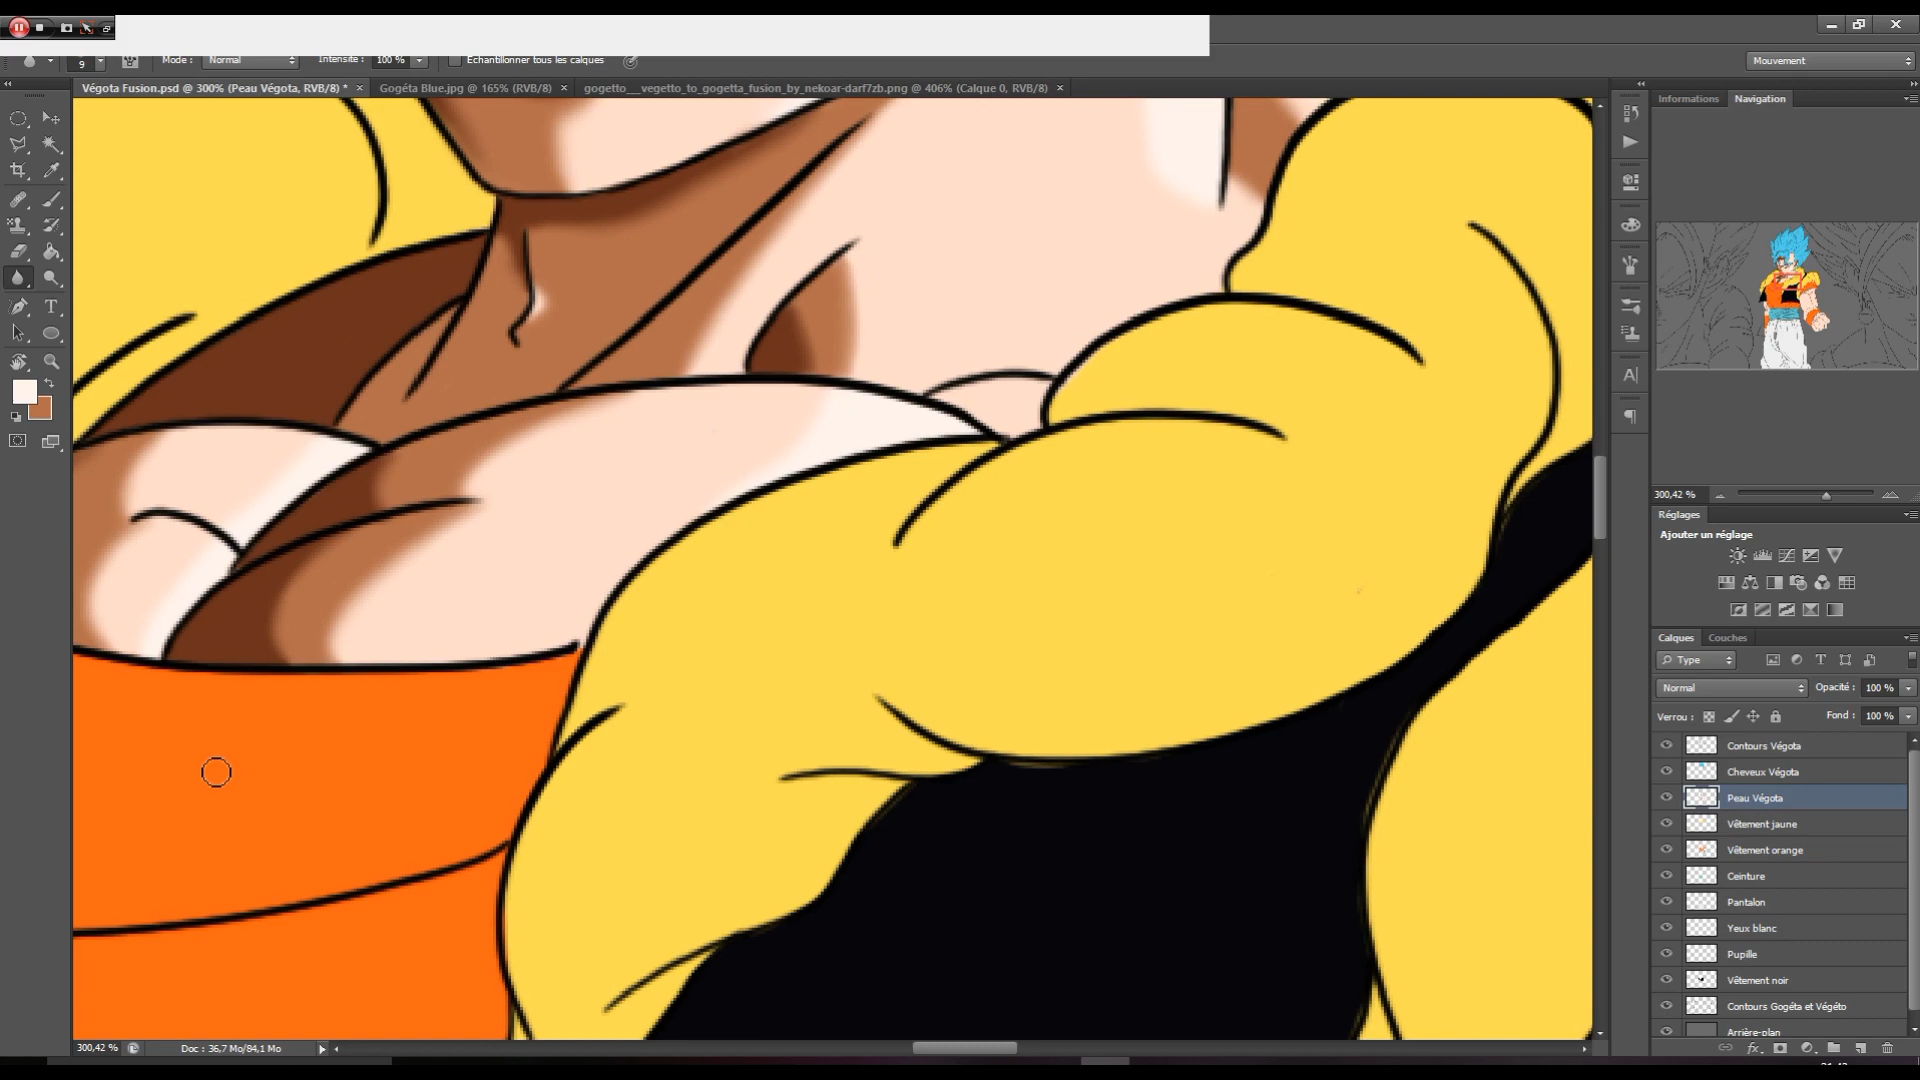 9 Mode : Normal Intensité : 100 % Echantillonner tous les calques Mouvement
Végota Fusion.psd @ 300% (Peau Végota, RVB/8) * × Gogéta Blue.jpg @ 165% (RVB/8) × gogetto___vegetto_to_gogetta_fusion_by_nekoar-darf7zb.png @ 406% (Calque 0, RVB/8) ×
Informations Navigation
300,42 %
Réglages
Ajouter un réglage
Calques Couches
Type
Normal Opacité : 100 %
Verrou : Fond : 100 %
Contours Végota
Cheveux Végota
Peau Végota
Vêtement jaune
Vêtement orange
Ceinture
Pantalon
Yeux blanc
Pupille
Vêtement noir
Contours Gogéta et Végéto
Arrière-plan
300,42 % Doc : 36,7 Mo/84,1 Mo